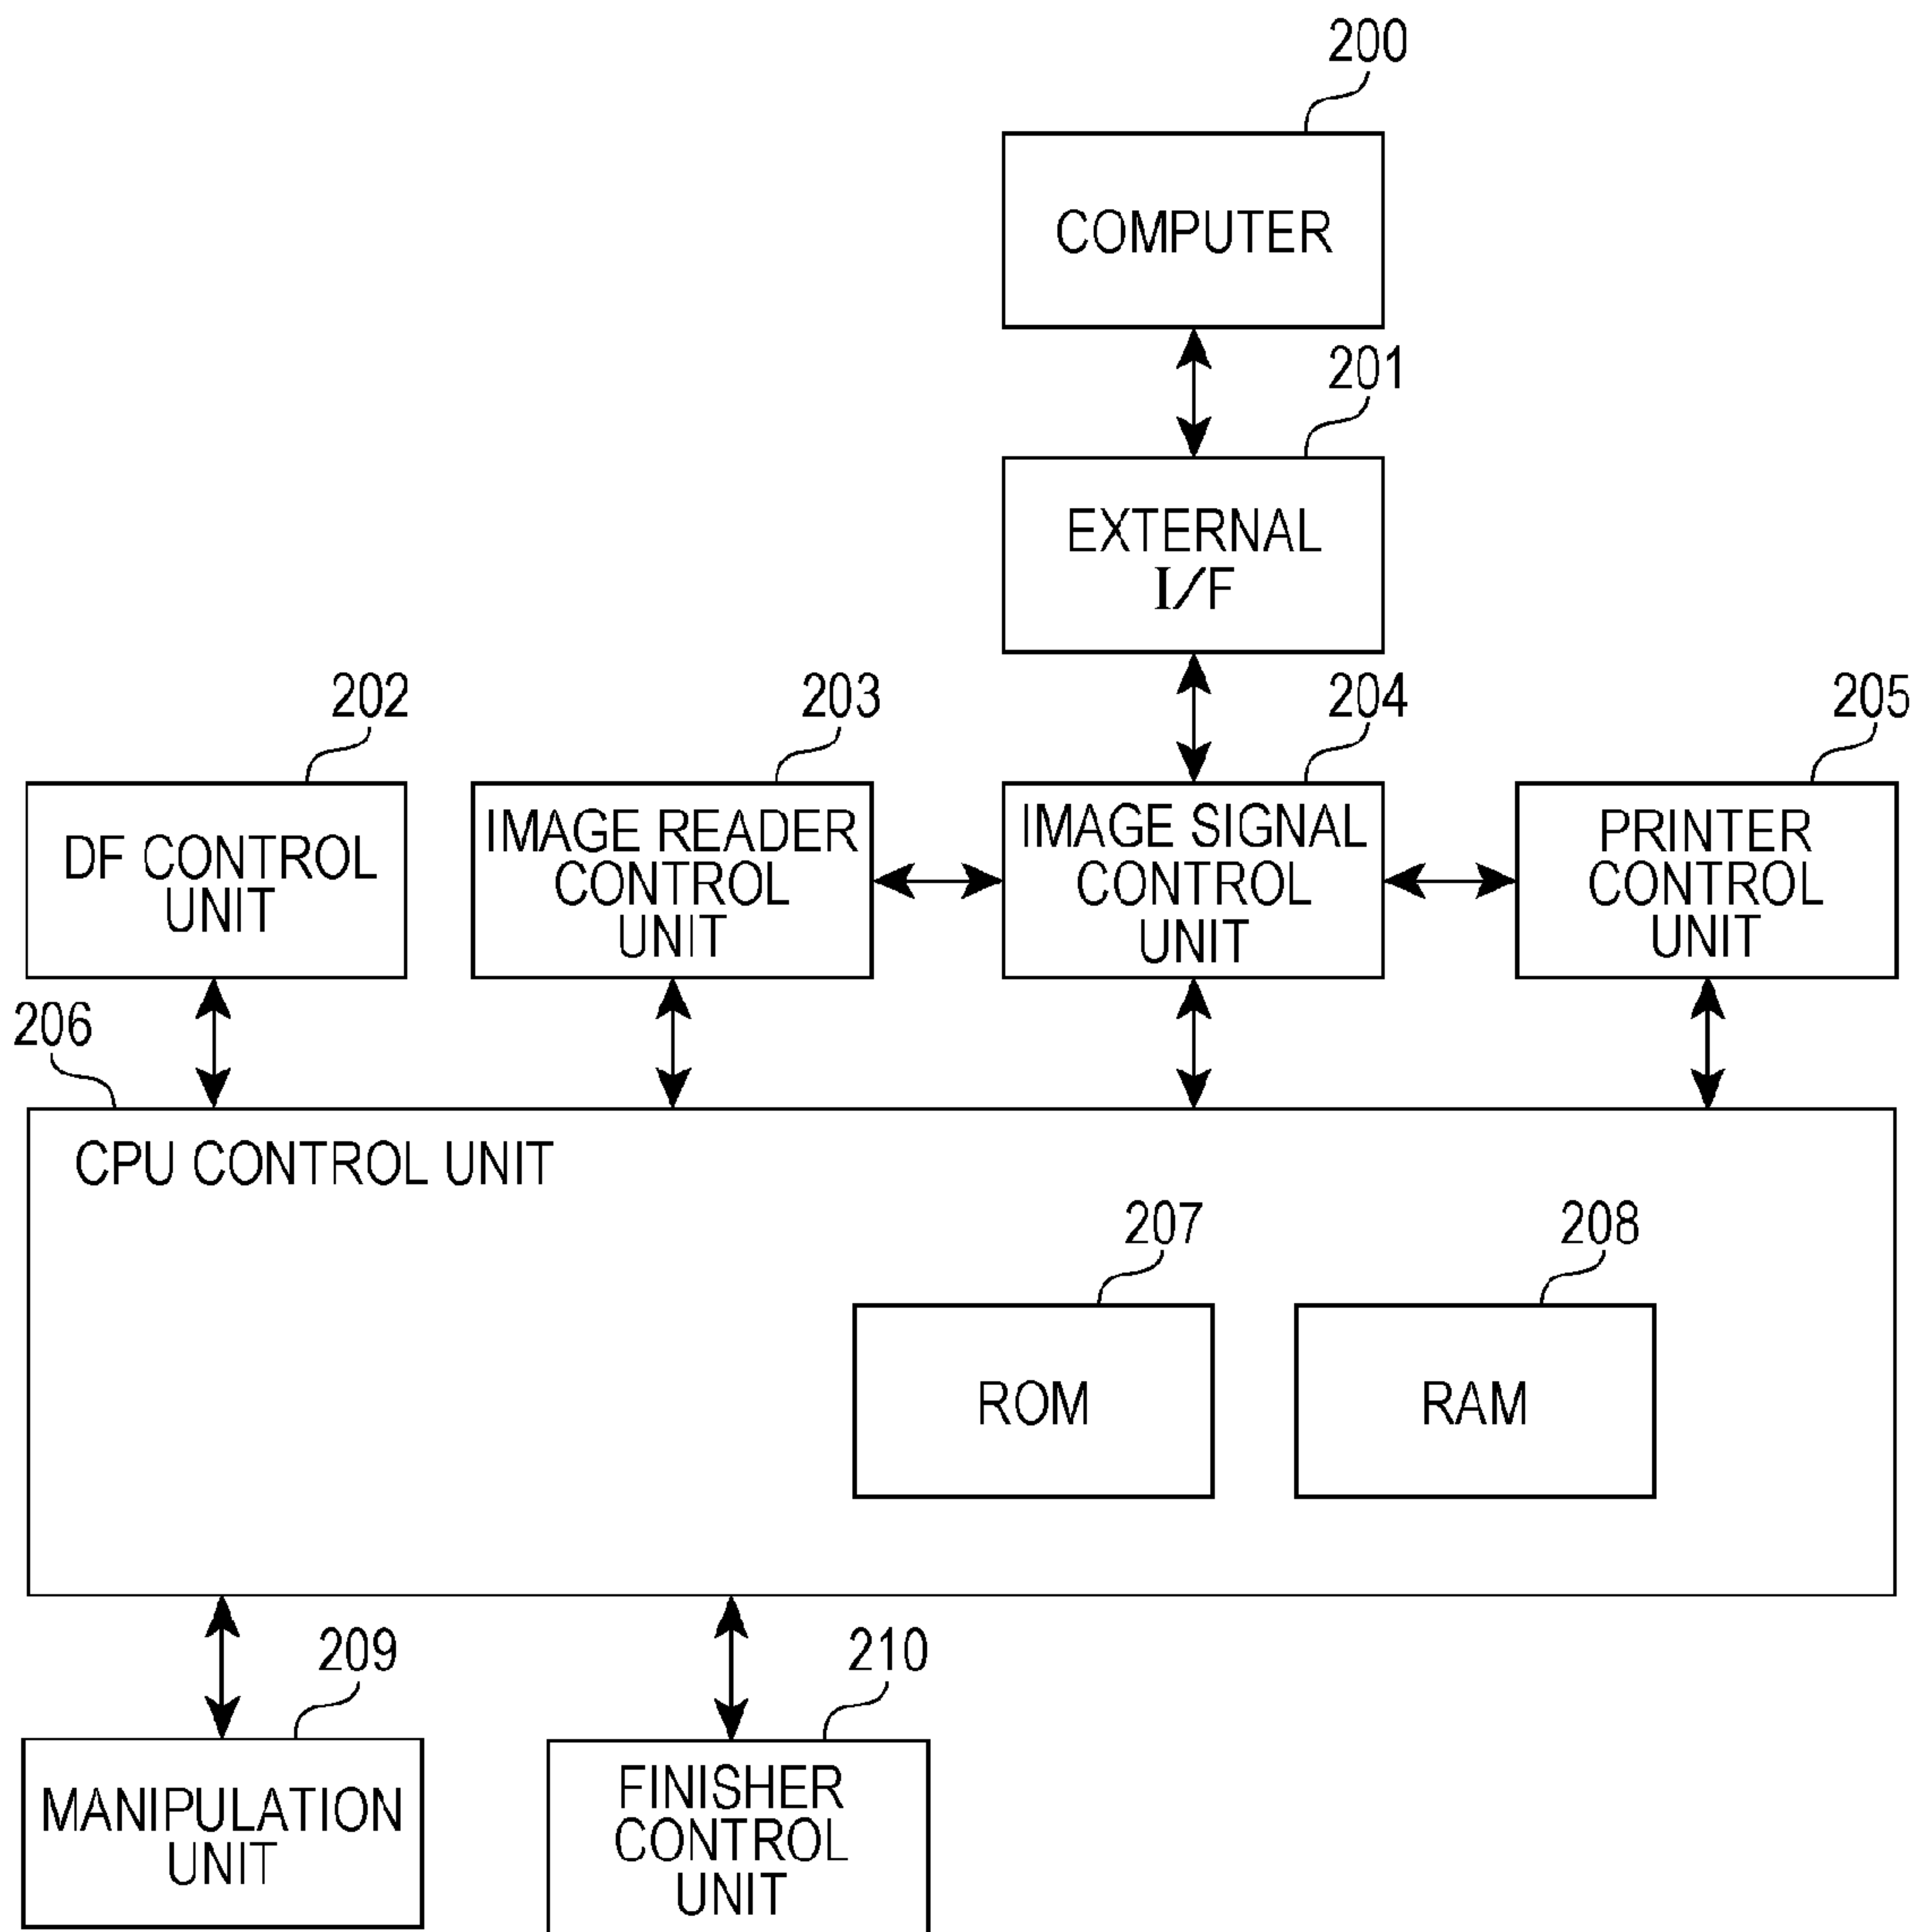 200
COMPUTER
201
EXTERNAL
I/F
202
203
204
205
DF CONTROL
UNIT
IMAGE READER
CONTROL
UNIT
IMAGE SIGNAL
CONTROL
UNIT
PRINTER
CONTROL
UNIT
206
CPU CONTROL UNIT
207
208
ROM
RAM
209
210
MANIPULATION
UNIT
FINISHER
CONTROL
UNIT